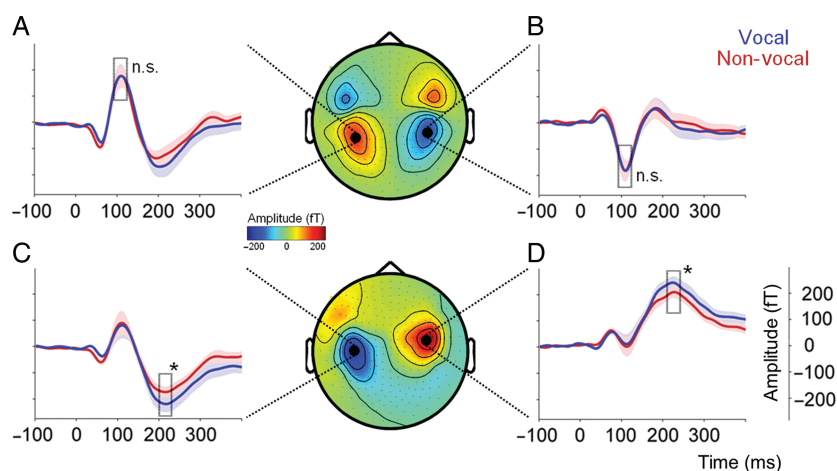 A
B
Vocal
Non-vocal
n.s.
n.s.
−100 0 100 200 300
−100 0 100 200 300
Amplitude (fT)
−200 0 200
C
D
*
*
200
100
0
−100
−200
Amplitude (fT)
−100 0 100 200 300
−100 0 100 200 300
Time (ms)